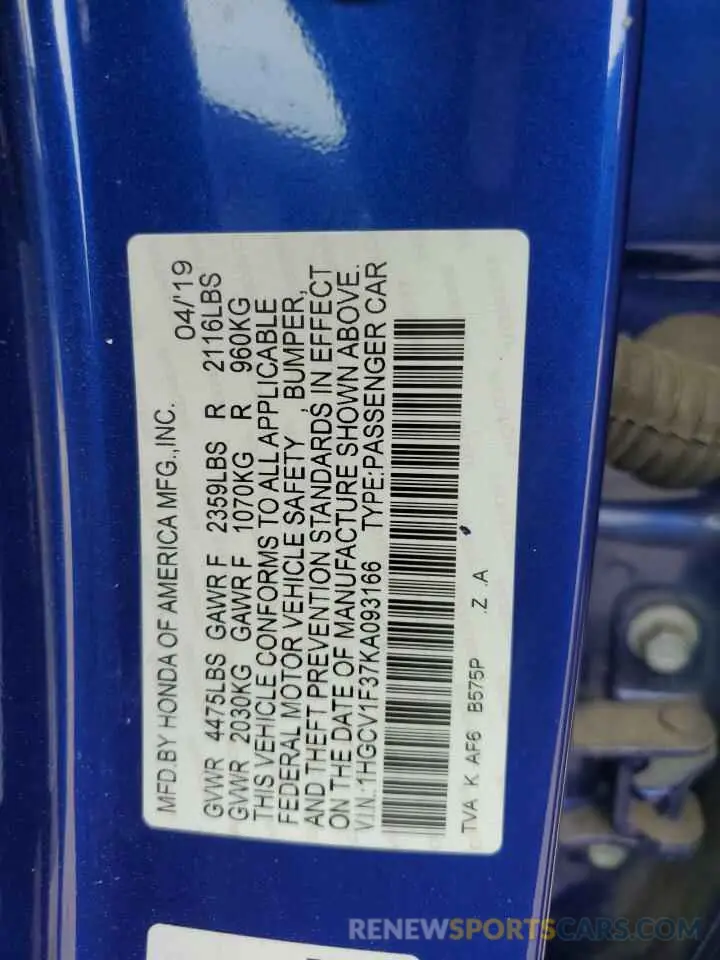 MFD.BY HONDA OF AMERICA MFG.,INC. 04/'19
GVWR 4475LBS GAWR F 2359LBS R 2116LBS
GVWR 2030KG GAWR F 1070KG R 960KG
THIS VEHICLE CONFORMS TO ALL APPLICABLE
FEDERAL MOTOR VEHICLE SAFETY , BUMPER,
AND THEFT PREVENTION STANDARDS IN EFFECT
ON THE DATE OF MANUFACTURE SHOWN ABOVE.
V.I.N.:1HGCV1F37KA093166 TYPE:PASSENGER CAR
TVA K AF6 B575P .Z .A
RENEWSPORTSCARS.COM